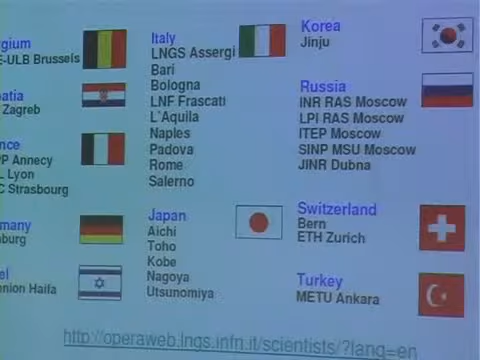 gium
E-ULB Brussels
atia
Zagreb
nce
PP Annecy
L Lyon
C Strasbourg
many
burg
el
nion Haifa
Italy
LNGS Assergi
Bari
Bologna
LNF Frascati
L'Aquila
Naples
Padova
Rome
Salerno
Japan
Aichi
Toho
Kobe
Nagoya
Utsunomiya
Korea
Jinju
Russia
INR RAS Moscow
LPI RAS Moscow
ITEP Moscow
SINP MSU Moscow
JINR Dubna
Switzerland
Bern
ETH Zurich
Turkey
METU Ankara
http://operaweb.lngs.infn.it/scientists/?lang=en